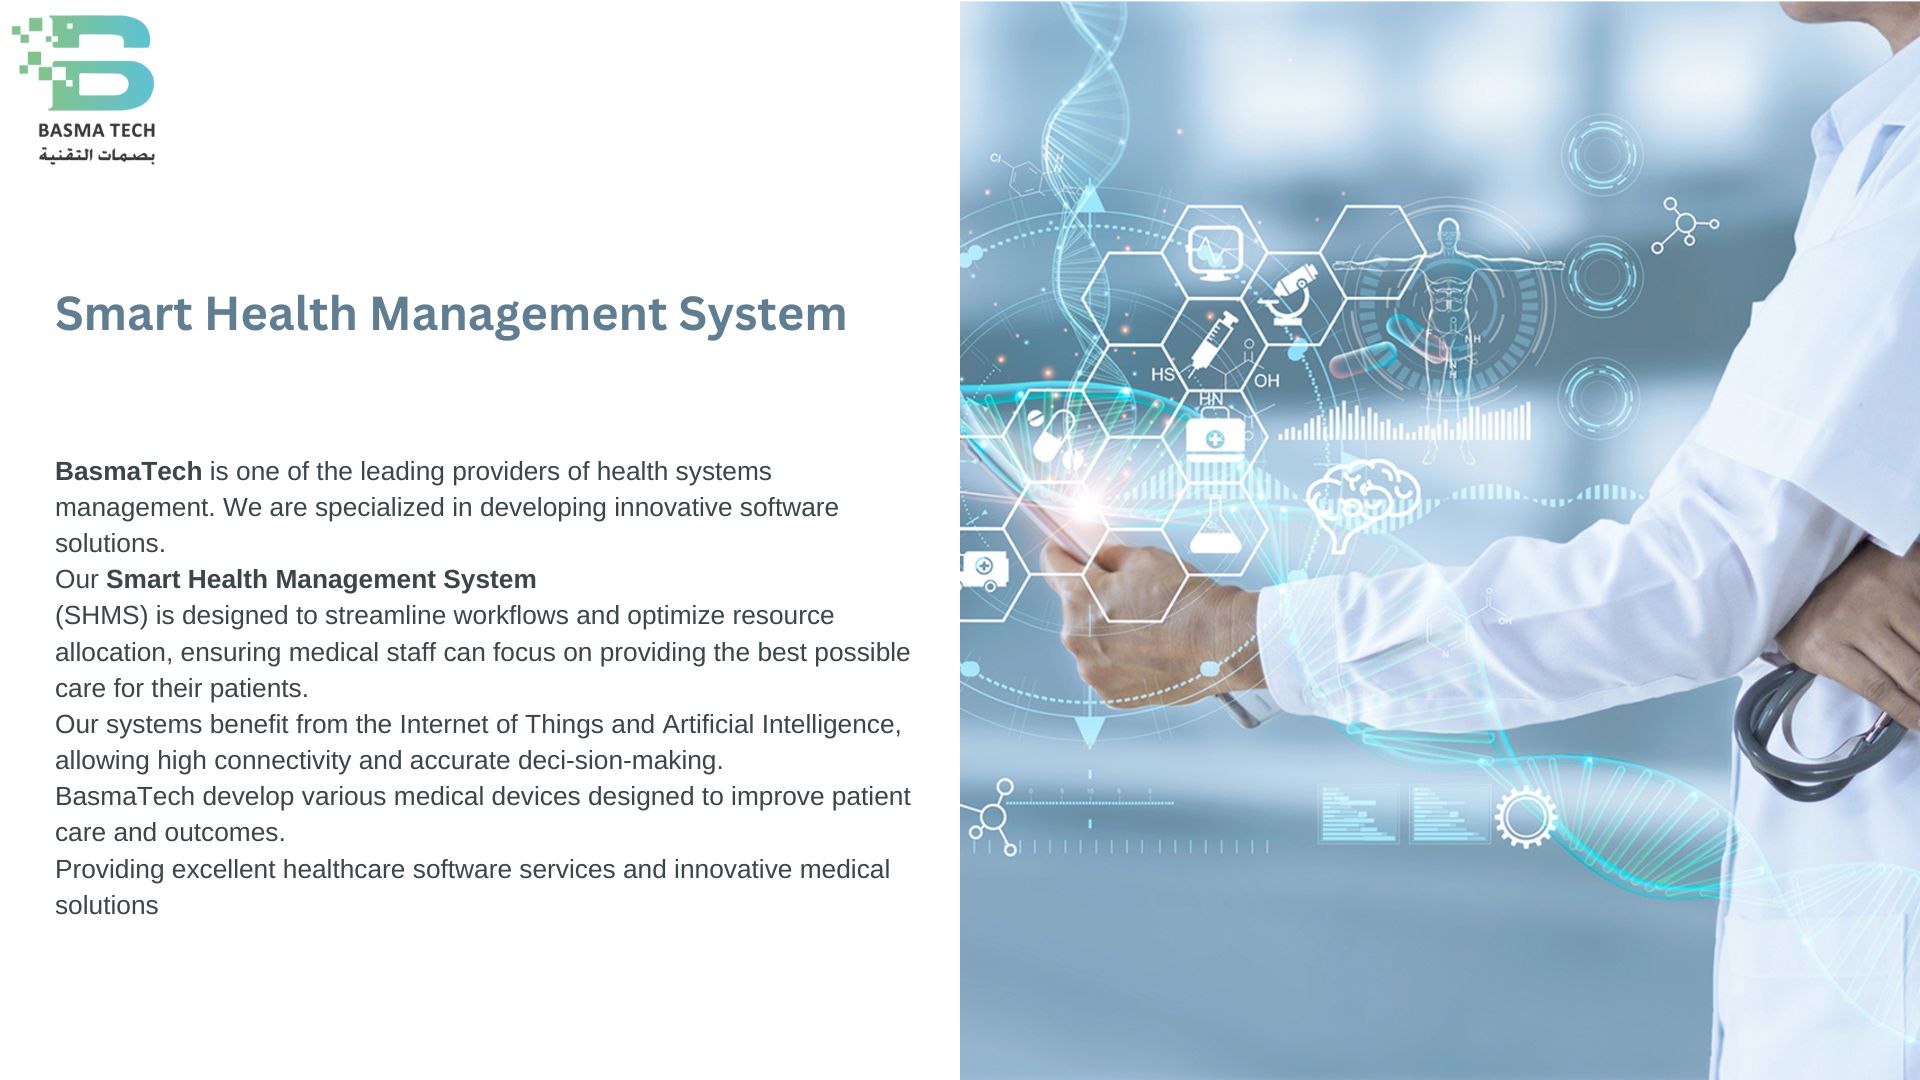 BASMA TECH
بصمات التقنية
Smart Health Management System
BasmaTech is one of the leading providers of health systems
management. We are specialized in developing innovative software
solutions.
Our Smart Health Management System
(SHMS) is designed to streamline workflows and optimize resource
allocation, ensuring medical staff can focus on providing the best possible
care for their patients.
Our systems benefit from the Internet of Things and Artificial Intelligence,
allowing high connectivity and accurate deci-sion-making.
BasmaTech develop various medical devices designed to improve patient
care and outcomes.
Providing excellent healthcare software services and innovative medical
solutions
Cl
H
N
HS
OH
HN
NH
N
H
OH
N